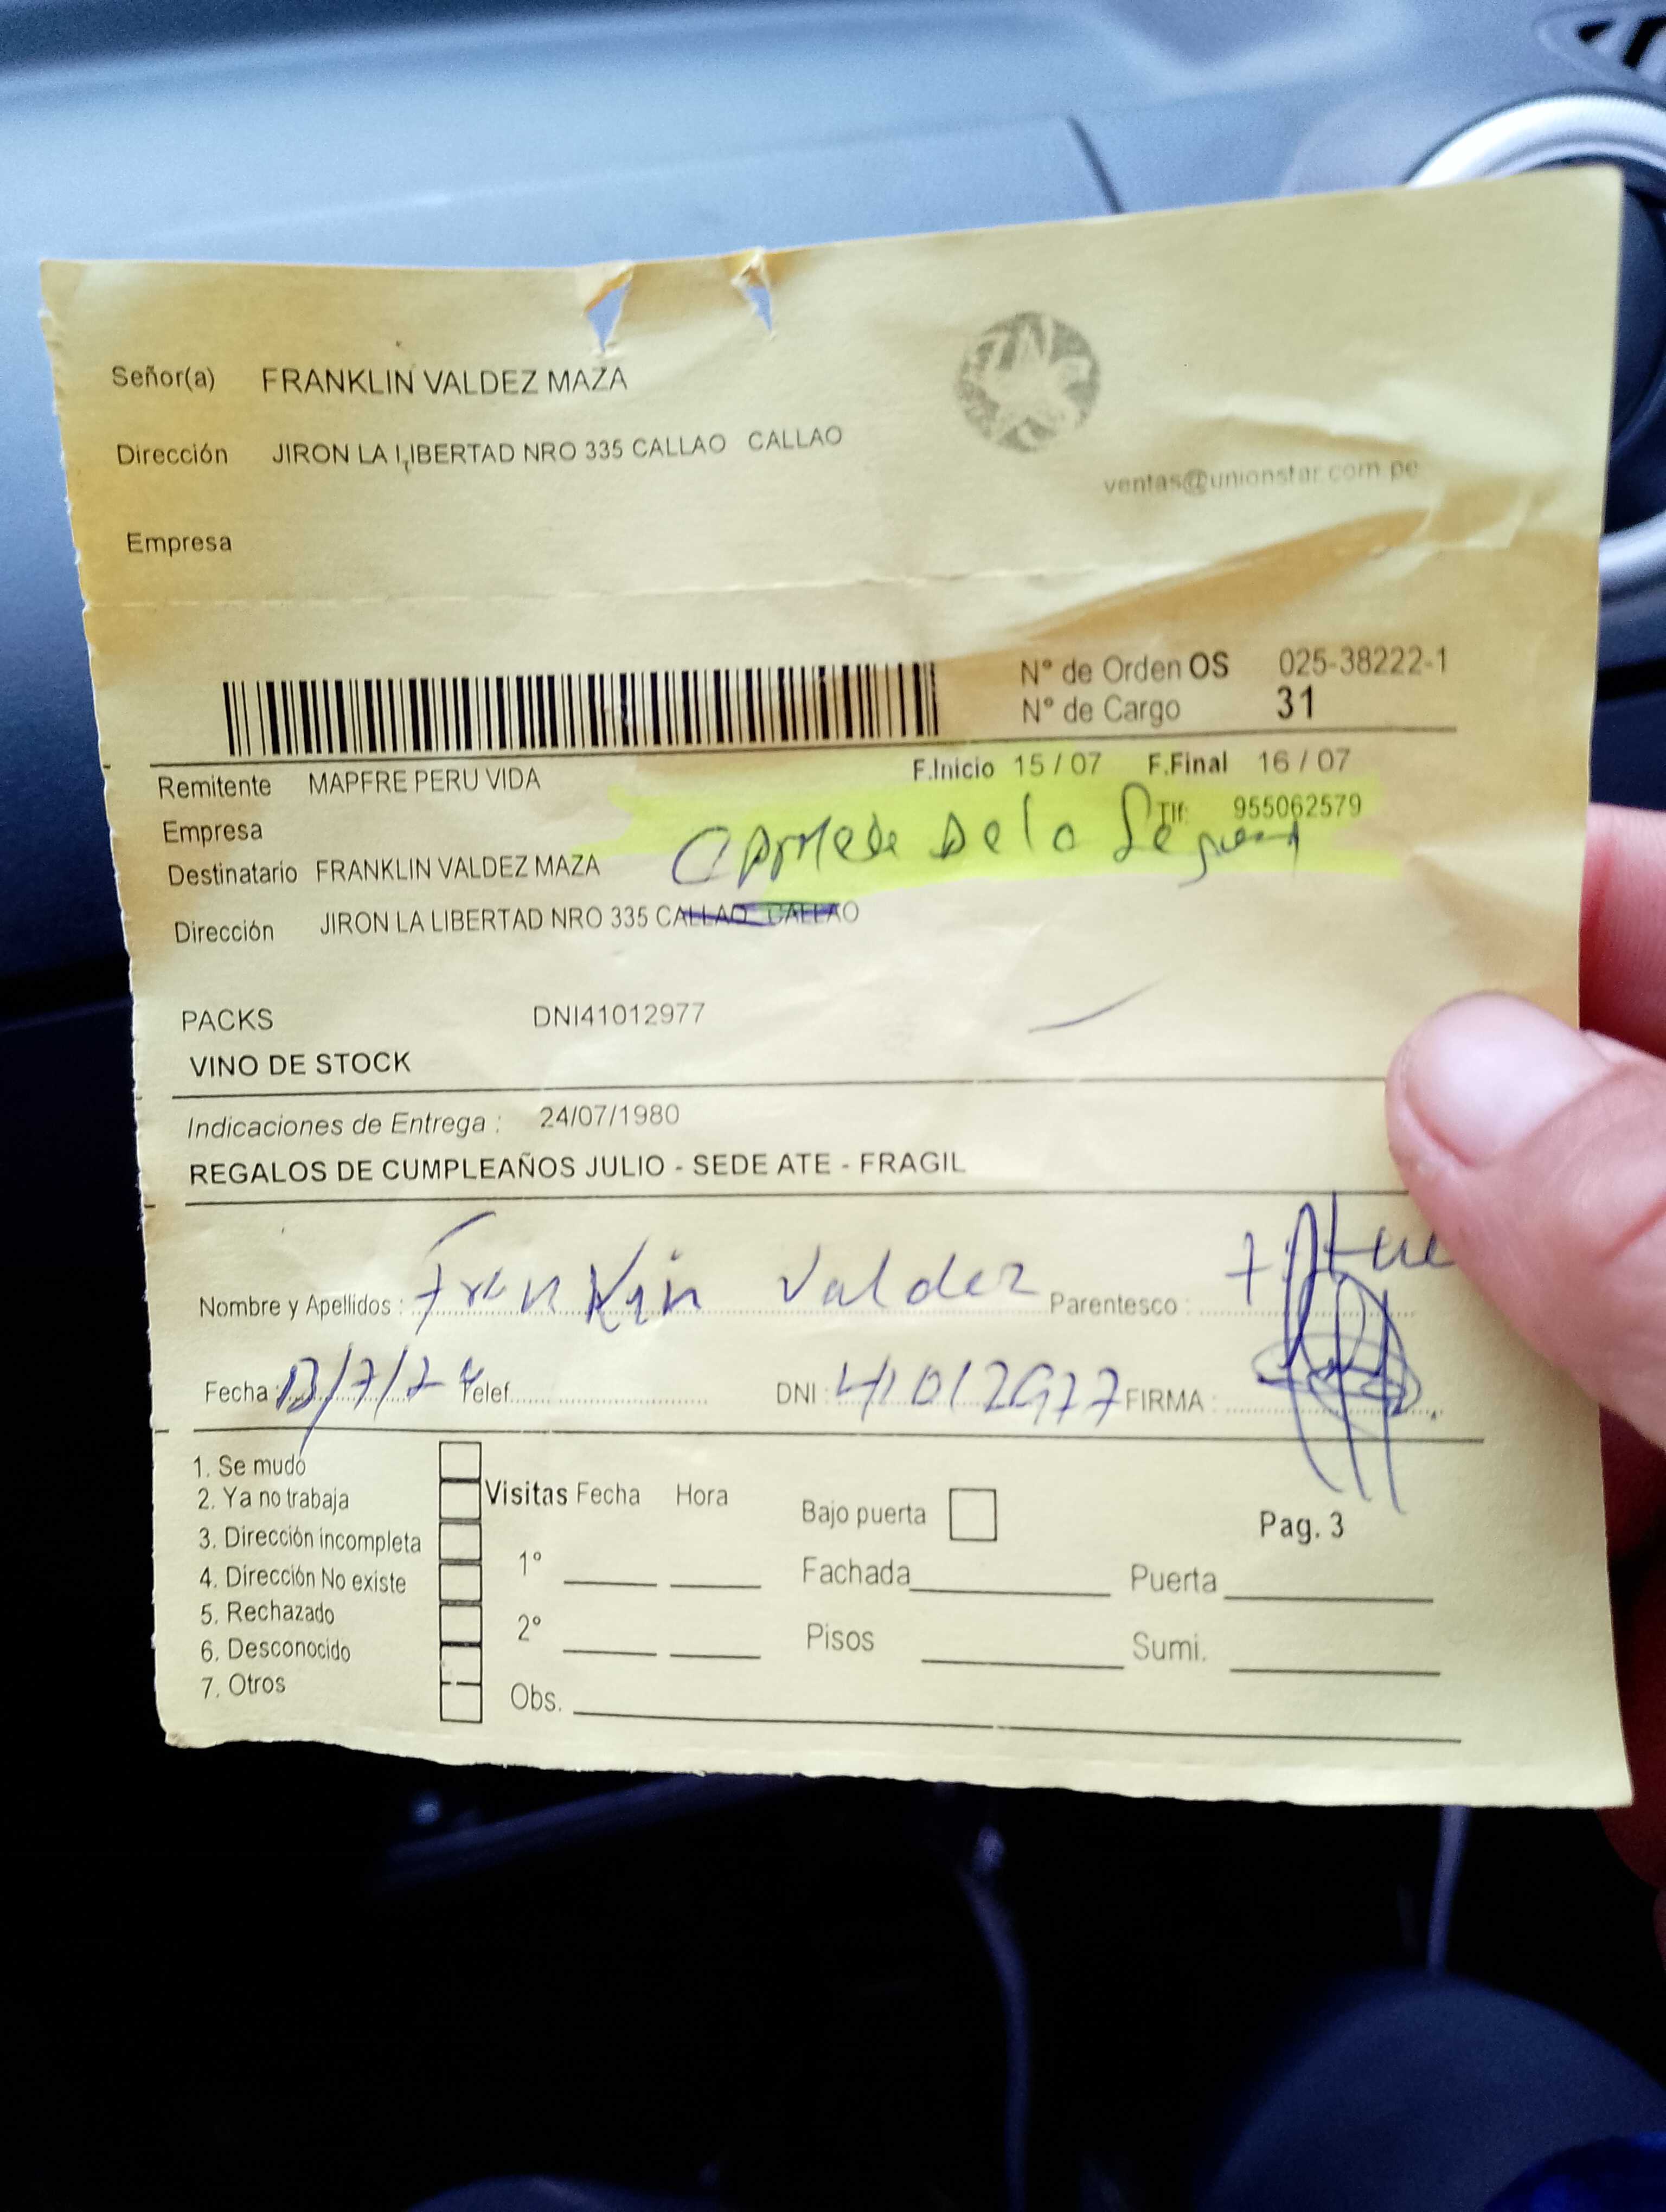 Señor(a) FRANKLIN VALDEZ MAZA
Dirección JIRON LA LIBERTAD NRO 335 CALLAO CALLAO
ventas@unionstar.com.pe
Empresa
N° de Orden OS 025-38222-1
N° de Cargo 31
Remitente MAPFRE PERU VIDA F.Inicio 15/07 F.Final 16/07
Empresa Tlf: 955062579
Destinatario FRANKLIN VALDEZ MAZA De la
Dirección JIRON LA LIBERTAD NRO 335 CALLAO CALLAO
PACKS DNI41012977
VINO DE STOCK
Indicaciones de Entrega : 24/07/1980
REGALOS DE CUMPLEAÑOS JULIO - SEDE ATE - FRAGIL
Nombre y Apellidos : Franklin Valdez Parentesco :
Fecha : Telef. DNI : 41012977 FIRMA :
1. Se mudó
2. Ya no trabaja Visitas Fecha Hora Bajo puerta Pag. 3
3. Dirección incompleta
4. Dirección No existe 1° Fachada Puerta
5. Rechazado
6. Desconocido 2° Pisos Sumi.
7. Otros Obs.